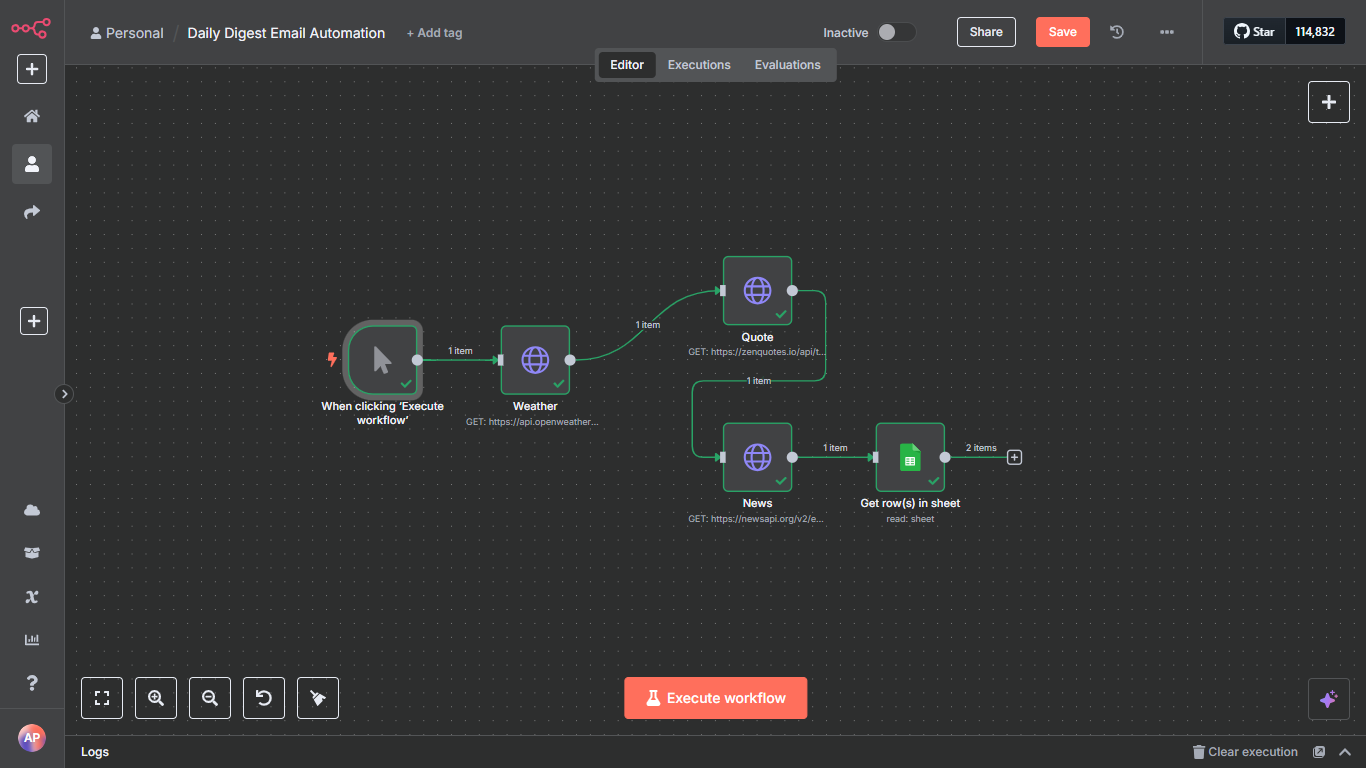 Personal / Daily Digest Email Automation + Add tag
Inactive
Share
Save
Star 114,832
Editor Executions Evaluations
Quote
GET: https://zenquotes.io/api/t...
1 item
1 item
When clicking ‘Execute
workflow’
Weather
GET: https://api.openweather...
1 item
News
GET: https://newsapi.org/v2/e...
1 item
Get row(s) in sheet
read: sheet
2 items
Execute workflow
AP
Logs
Clear execution